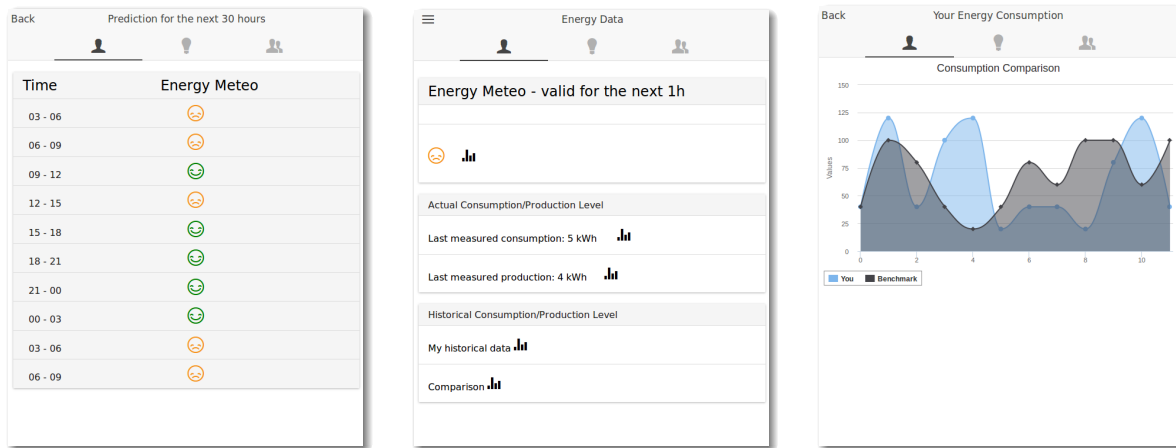 Back Prediction for the next 30 hours
Time Energy Meteo
03 - 06
06 - 09
09 - 12
12 - 15
15 - 18
18 - 21
21 - 00
00 - 03
03 - 06
06 - 09
Energy Data
Energy Meteo - valid for the next 1h
Actual Consumption/Production Level
Last measured consumption: 5 kWh
Last measured production: 4 kWh
Historical Consumption/Production Level
My historical data
Comparison
Back Your Energy Consumption
Consumption Comparison
150
125
100
75
50
25
0
Values
0 2 4 6 8 10
You Benchmark